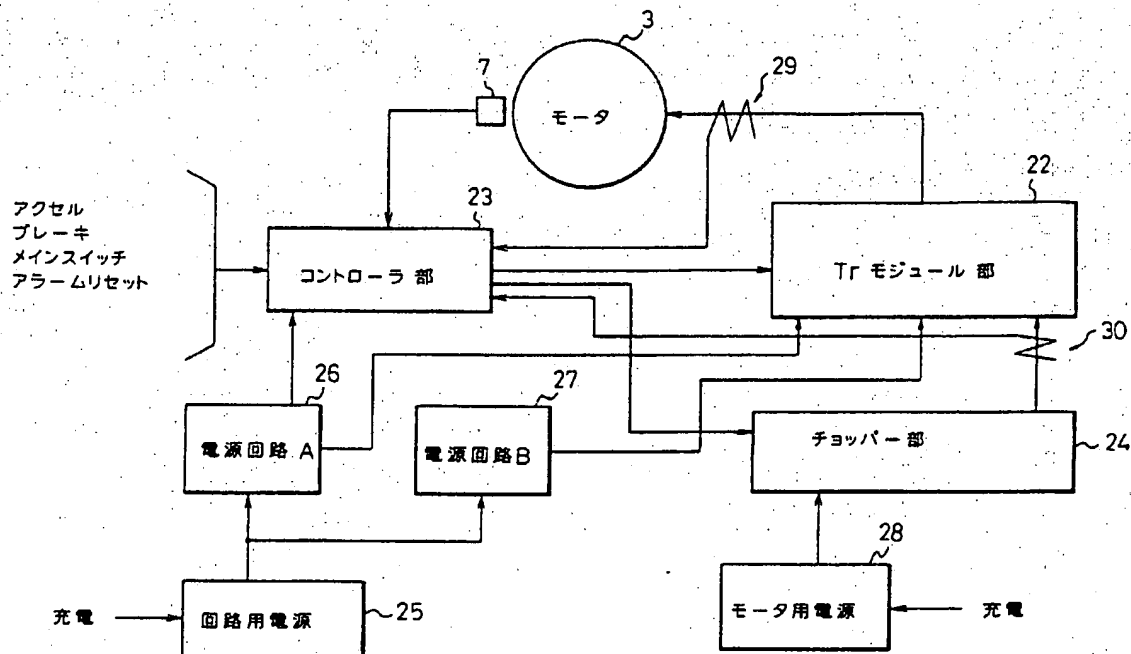 3
7
29
モータ
22
23
アクセル
ブレーキ
メインスイッチ
アラームリセット
コントローラ部
Tr モジュール部
30
26
27
電源回路 A
電源回路 B
チョッパー部
24
28
充電
回路用電源
25
モータ用電源
充電